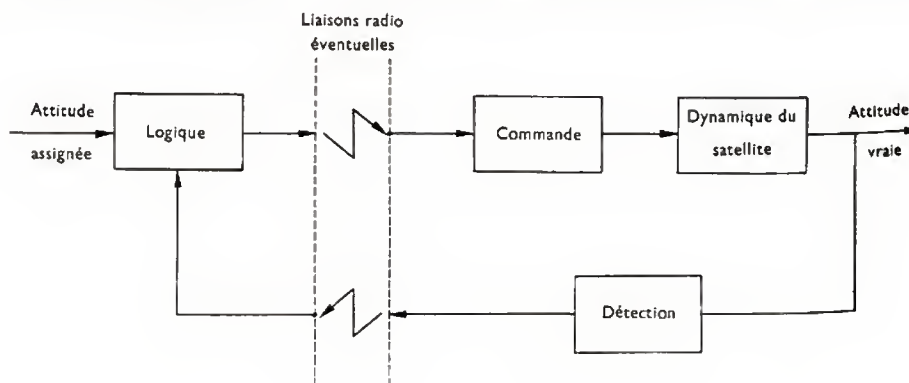 Liaisons radio
éventuelles
Attitude
assignée
Logique
Commande
Dynamique du
satellite
Attitude
vraie
Détection